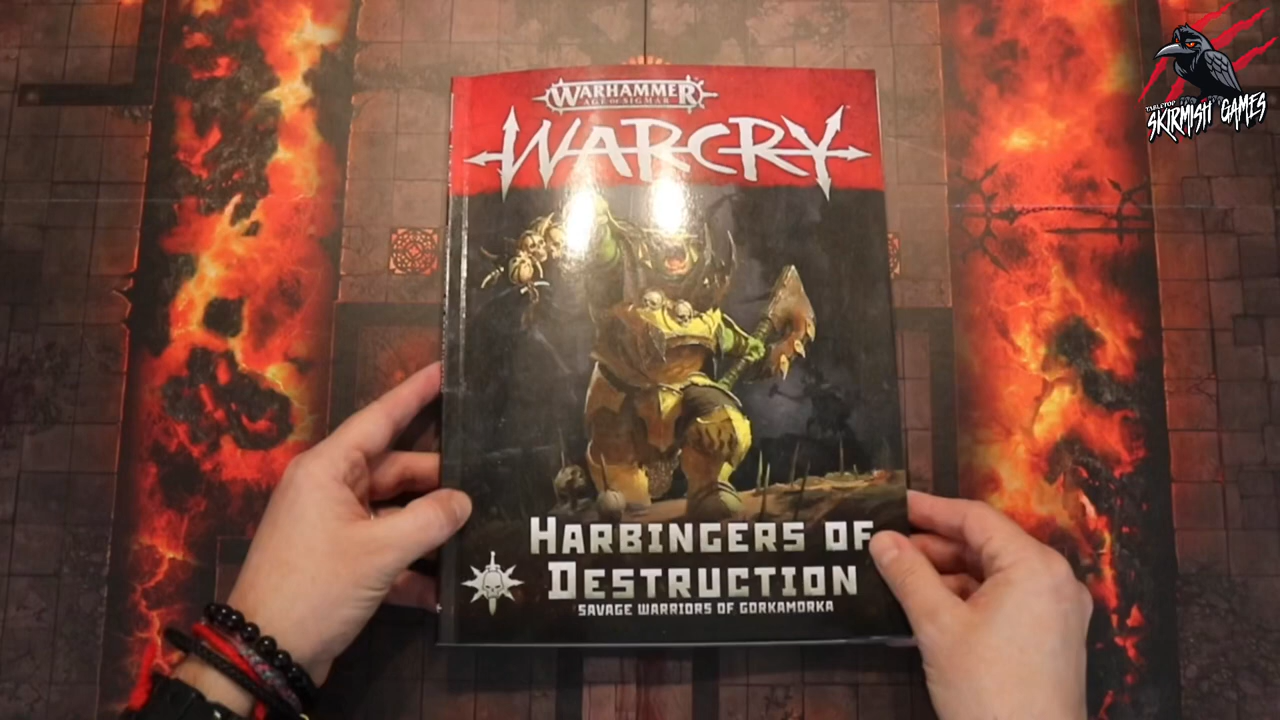 WARHAMMER
AGE OF SIGMAR
WARCRY
HARBINGERS OF
DESTRUCTION
SAVAGE WARRIORS OF GORKAMORKA
TABLETOP
SKIRMISH GAMES